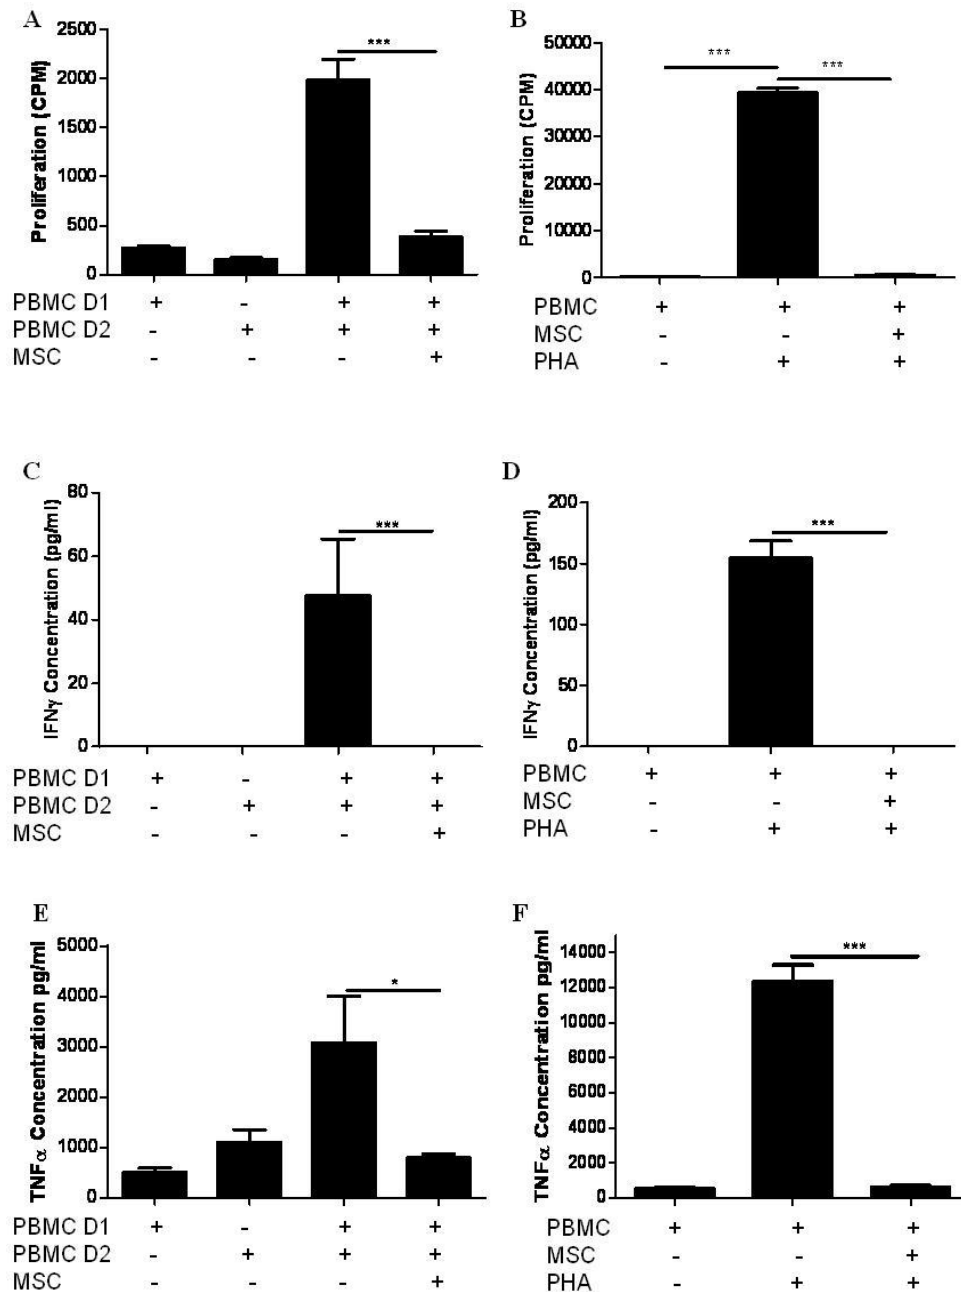 A
Proliferation (CPM)
2500
2000
1500
1000
500
0
***
PBMC D1 + - + +
PBMC D2 - + + +
MSC - - - +
B
Proliferation (CPM)
50000
40000
30000
20000
10000
0
*** ***
PBMC + + +
MSC - - +
PHA - + +
C
IFNγ Concentration (pg/ml)
80
60
40
20
0
***
PBMC D1 + - + +
PBMC D2 - + + +
MSC - - - +
D
IFNγ Concentration (pg/ml)
200
150
100
50
0
***
PBMC + + +
MSC - - +
PHA - + +
E
TNFα Concentration pg/ml
5000
4000
3000
2000
1000
0
*
PBMC D1 + - + +
PBMC D2 - + + +
MSC - - - +
F
TNFα Concentration pg/ml
14000
12000
10000
8000
6000
4000
2000
0
***
PBMC + + +
MSC - - +
PHA - + +